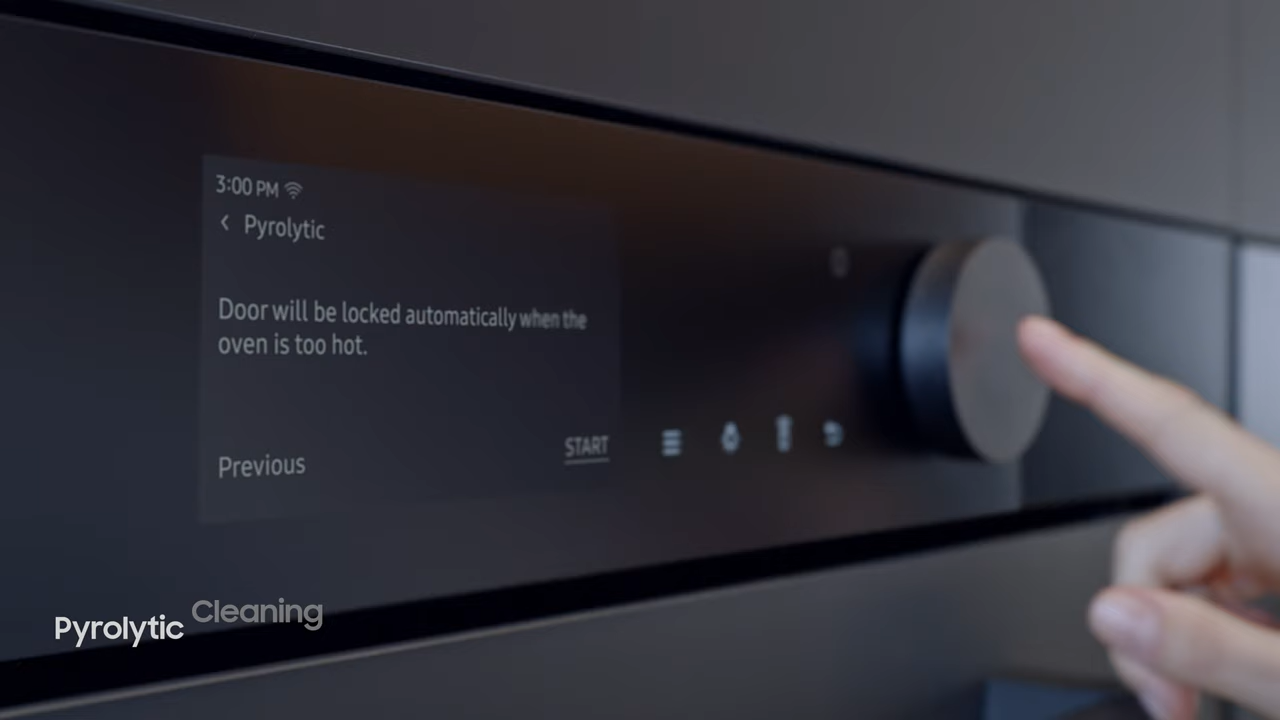 3:00 PM
Pyrolytic
Door will be locked automatically when the
oven is too hot.
Previous
START
Pyrolytic Cleaning